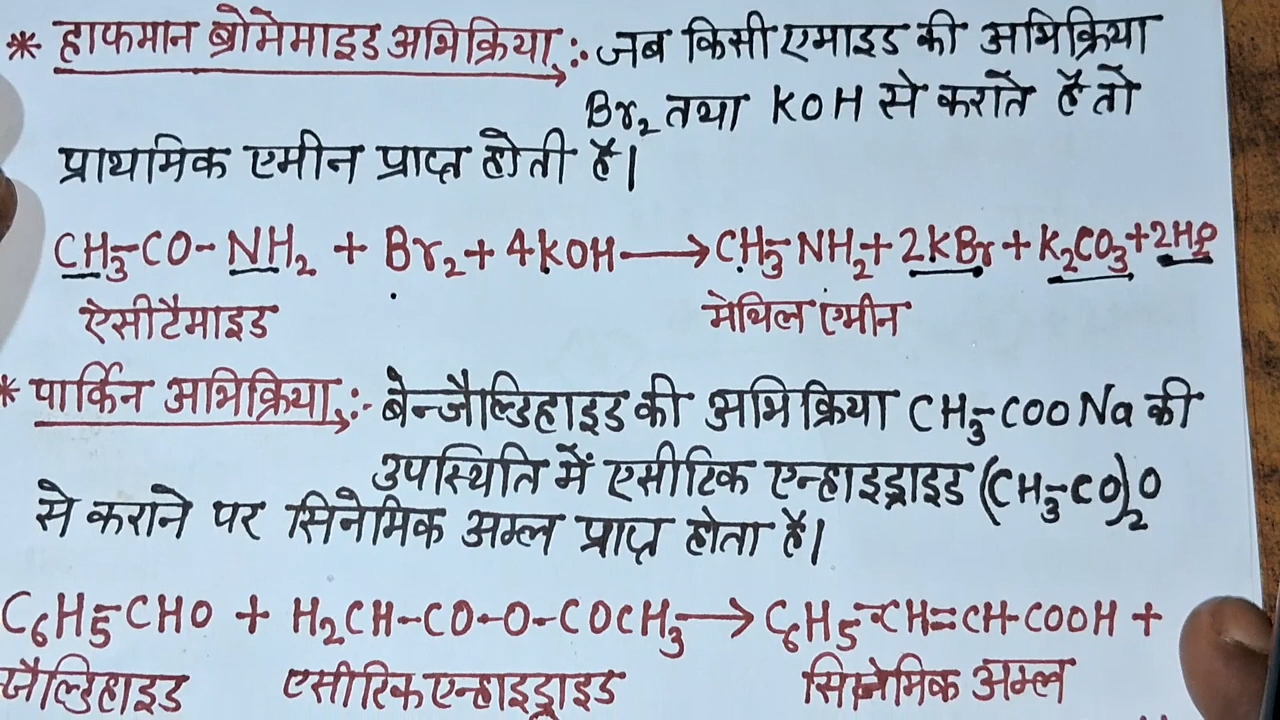 * हाफमान ब्रोमेमाइड अभिक्रिया :- जब किसी एमाइड की अभिक्रिया
Br₂ तथा KOH से कराते हैं तो
प्राथमिक एमीन प्राप्त होती है।
CH₃-CO-NH₂ + Br₂ + 4KOH ⟶ CH₃-NH₂ + 2KBr + K₂CO₃ + 2H₂O
ऐसीटैमाइड मेथिल एमीन
* पार्किन अभिक्रिया :- बेन्जैल्डिहाइड की अभिक्रिया CH₃-COONa की
उपस्थिति में एसीटिक एन्हाइड्राइड (CH₃-CO)₂O
से कराने पर सिनेमिक अम्ल प्राप्त होता है।
C₆H₅-CHO + H₂CH-CO-O-COCH₃ ⟶ C₆H₅-CH=CH-COOH +
जैल्डिहाइड एसीटिक एन्हाइड्राइड सिनेमिक अम्ल